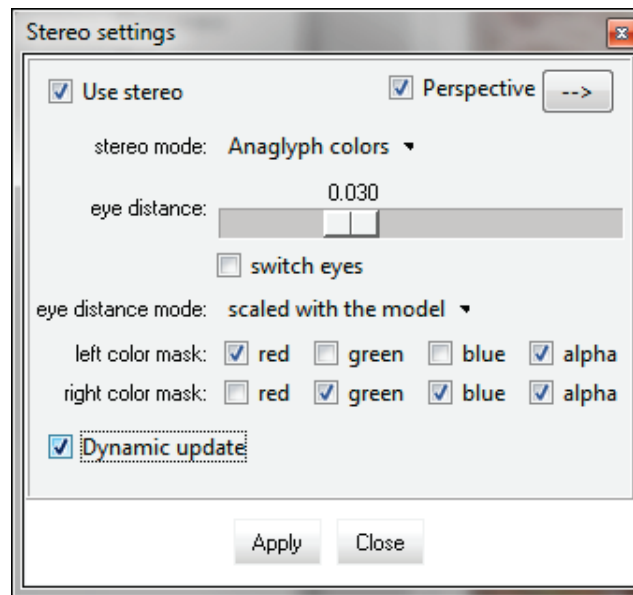 Stereo settings
Use stereo Perspective -->
stereo mode: Anaglyph colors
0.030
eye distance:
switch eyes
eye distance mode: scaled with the model
left color mask: red green blue alpha
right color mask: red green blue alpha
Dynamic update
Apply Close